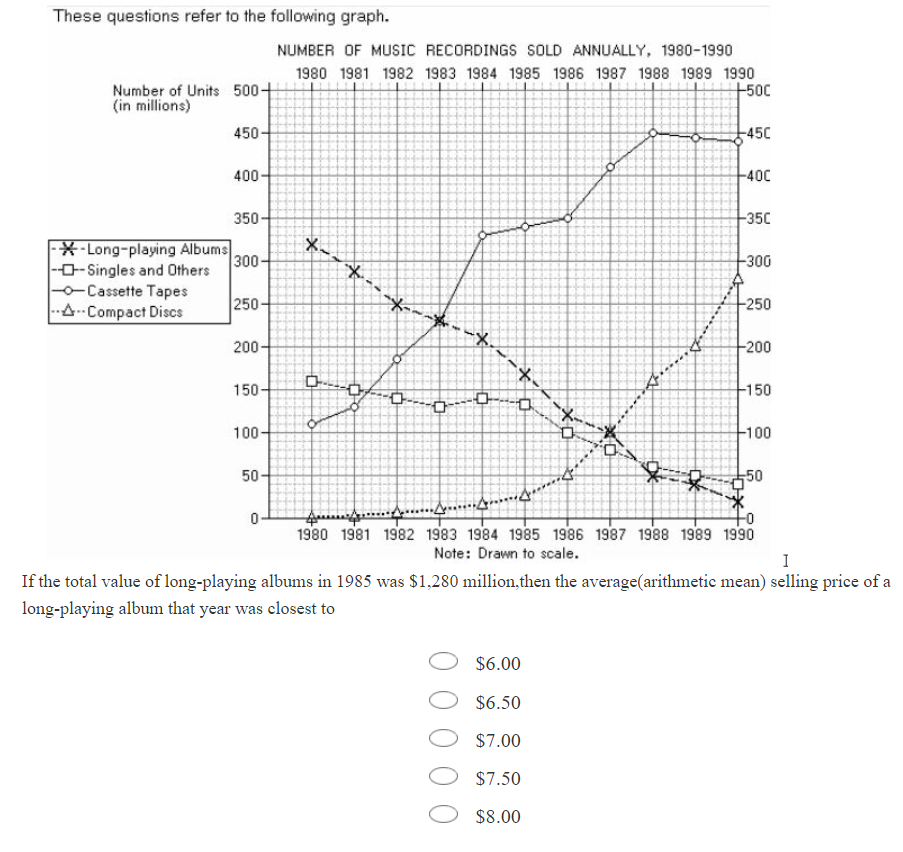 These questions refer to the following graph.
NUMBER OF MUSIC RECORDINGS SOLD ANNUALLY, 1980-1990
1980 1981 1982 1983 1984 1985 1986 1987 1988 1989 1990
Number of Units 500 500
(in millions)
450 450
400 400
350 350
Long-playing Albums
300 300
Singles and Others
Cassette Tapes
250 250
Compact Discs
200 200
150 150
100 100
50 50
0 0
1980 1981 1982 1983 1984 1985 1986 1987 1988 1989 1990
Note: Drawn to scale.
If the total value of long-playing albums in 1985 was $1,280 million,then the average(arithmetic mean) selling price of a
long-playing album that year was closest to
$6.00
$6.50
$7.00
$7.50
$8.00